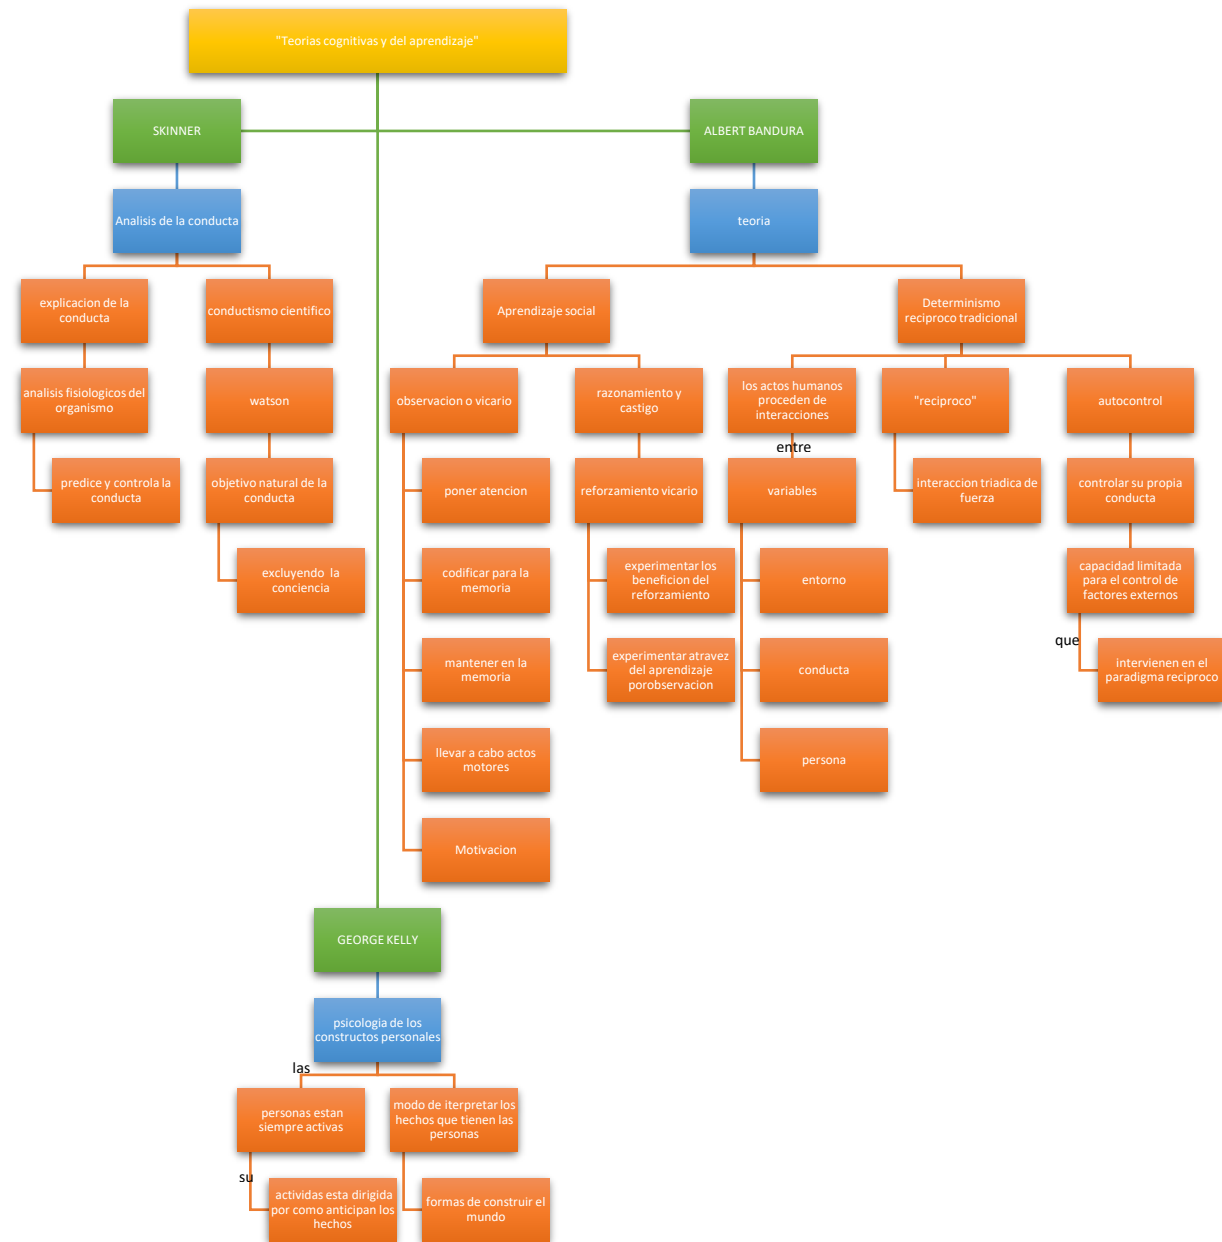 "Teorias cognitivas y del aprendizaje"
SKINNER
ALBERT BANDURA
Analisis de la conducta
teoria
explicacion de la
conducta
conductismo cientifico
Aprendizaje social
Determinismo
reciproco tradicional
analisis fisiologicos del
organismo
watson
observacion o vicario
razonamiento y
castigo
los actos humanos
proceden de
interacciones
"reciproco"
autocontrol
entre
predice y controla la
conducta
objetivo natural de la
conducta
poner atencion
reforzamiento vicario
variables
interaccion triadica de
fuerza
controlar su propia
conducta
excluyendo la
conciencia
codificar para la
memoria
experimentar los
beneficion del
reforzamiento
entorno
capacidad limitada
para el control de
factores externos
que
mantener en la
memoria
experimentar atravez
del aprendizaje
porobservacion
conducta
intervienen en el
paradigma reciproco
llevar a cabo actos
motores
persona
Motivacion
GEORGE KELLY
psicologia de los
constructos personales
las
personas estan
siempre activas
modo de iterpretar los
hechos que tienen las
personas
su
actividas esta dirigida
por como anticipan los
hechos
formas de construir el
mundo